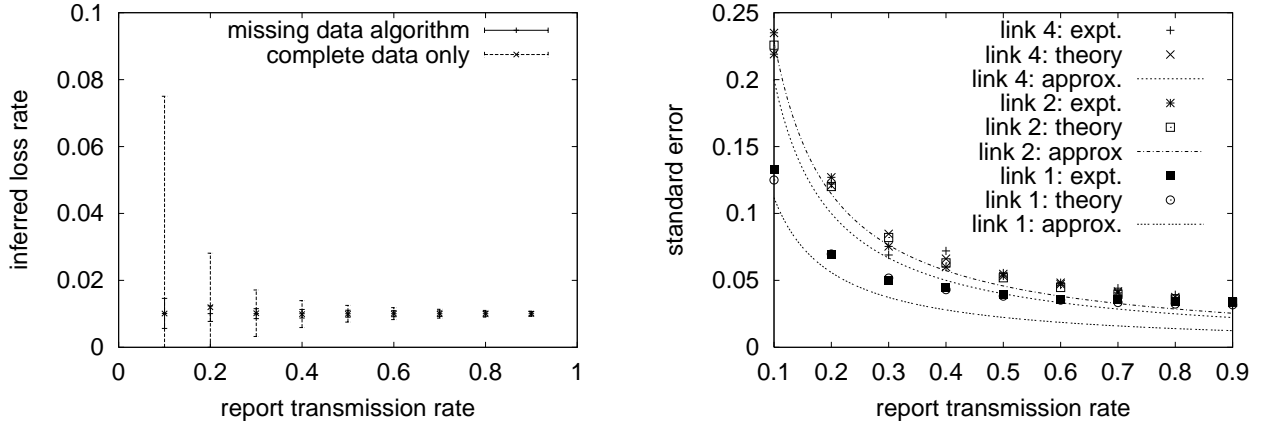 0.1
0.08
0.06
0.04
0.02
0
inferred loss rate
missing data algorithm
complete data only
0 0.2 0.4 0.6 0.8 1
report transmission rate
0.25
0.2
0.15
0.1
0.05
0
standard error
link 4: expt.
link 4: theory
link 4: approx.
link 2: expt.
link 2: theory
link 2: approx
link 1: expt.
link 1: theory
link 1: approx.
0.1 0.2 0.3 0.4 0.5 0.6 0.7 0.8 0.9
report transmission rate